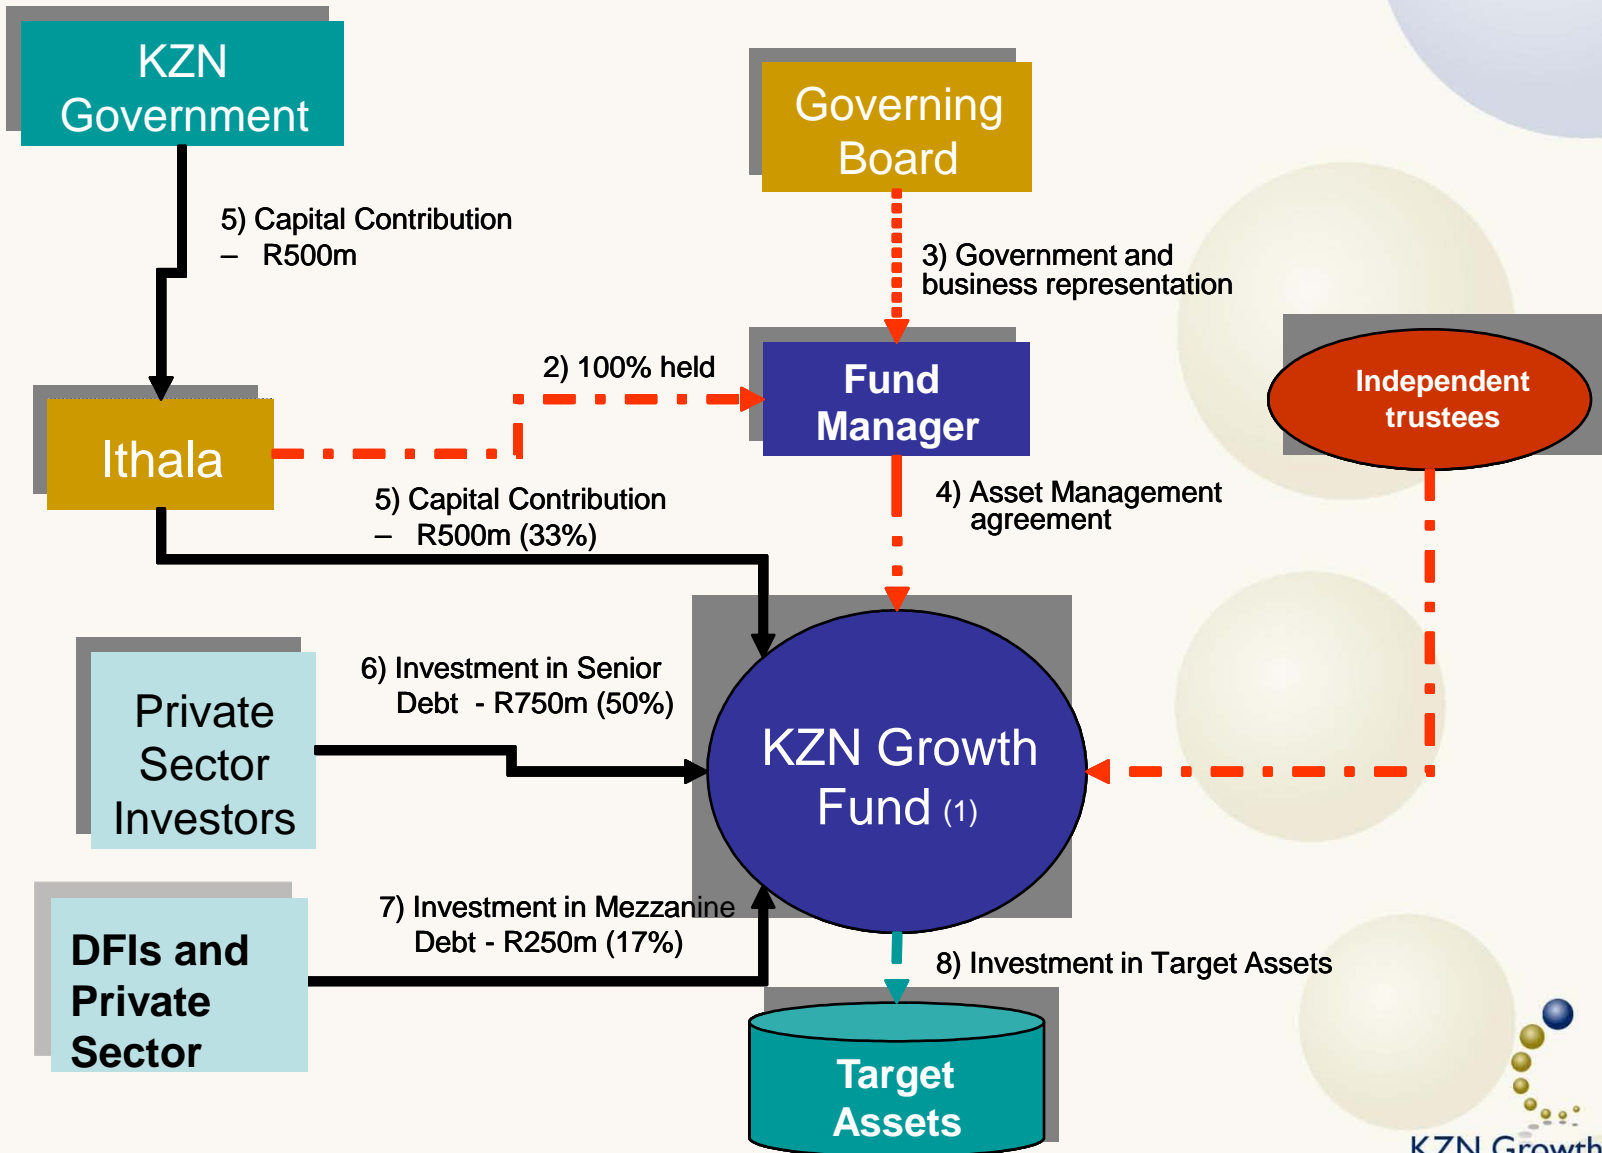 KZN
Government
Governing
Board
5) Capital Contribution
– R500m
3) Government and
business representation
2) 100% held
Fund
Manager
Independent
trustees
Ithala
5) Capital Contribution
– R500m (33%)
4) Asset Management
agreement
6) Investment in Senior
Debt - R750m (50%)
Private
Sector
Investors
KZN Growth
Fund (1)
7) Investment in Mezzanine
Debt - R250m (17%)
DFIs and
Private
Sector
8) Investment in Target Assets
Target
Assets
KZN Growth